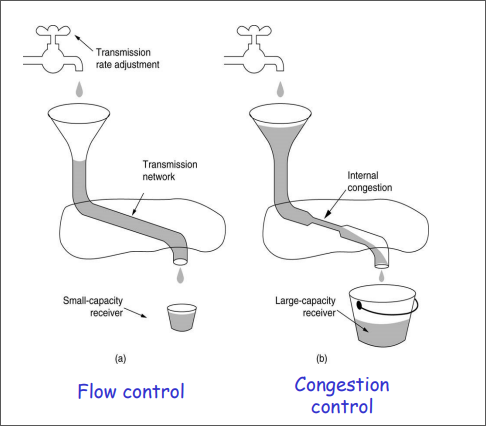 Transmission
rate adjustment
Transmission
network
Internal
congestion
Small-capacity
receiver
Large-capacity
receiver
(a)
(b)
Flow control
Congestion
control